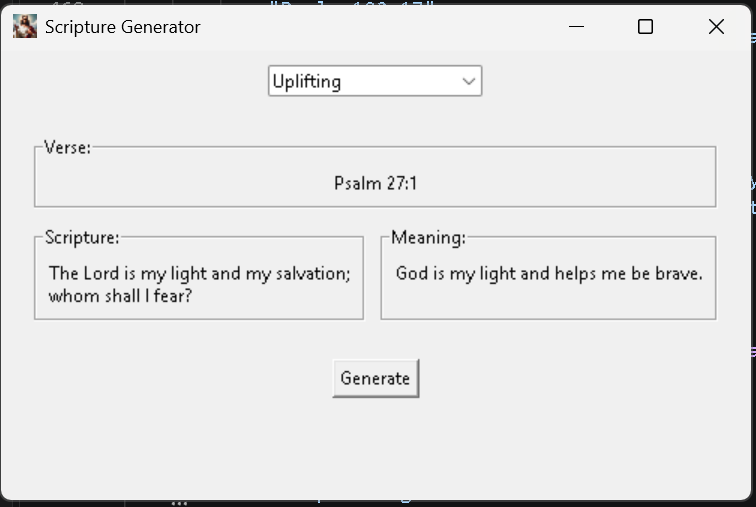 Scripture Generator
Uplifting
Verse:
Psalm 27:1
Scripture:
The Lord is my light and my salvation;
whom shall I fear?
Meaning:
God is my light and helps me be brave.
Generate